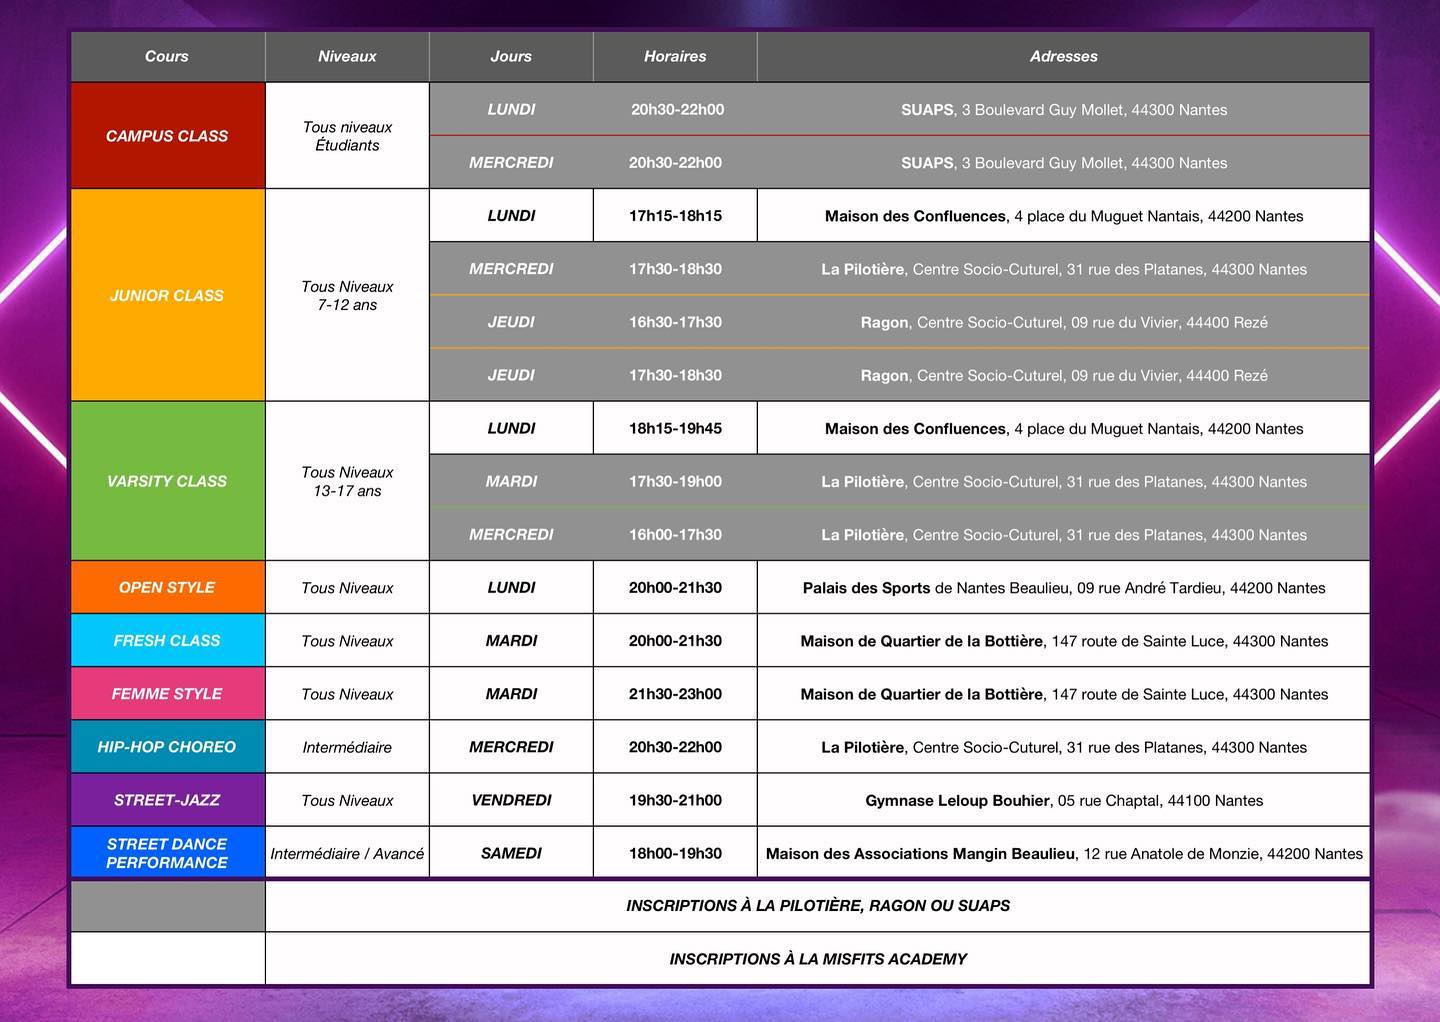 Cours Niveaux Jours Horaires Adresses
CAMPUS CLASS
Tous niveaux
Étudiants
LUNDI 20h30-22h00 SUAPS, 3 Boulevard Guy Mollet, 44300 Nantes
MERCREDI 20h30-22h00 SUAPS, 3 Boulevard Guy Mollet, 44300 Nantes
JUNIOR CLASS
Tous Niveaux
7-12 ans
LUNDI 17h15-18h15 Maison des Confluences, 4 place du Muguet Nantais, 44200 Nantes
MERCREDI 17h30-18h30 La Pilotière, Centre Socio-Cuturel, 31 rue des Platanes, 44300 Nantes
JEUDI 16h30-17h30 Ragon, Centre Socio-Cuturel, 09 rue du Vivier, 44400 Rezé
JEUDI 17h30-18h30 Ragon, Centre Socio-Cuturel, 09 rue du Vivier, 44400 Rezé
VARSITY CLASS
Tous Niveaux
13-17 ans
LUNDI 18h15-19h45 Maison des Confluences, 4 place du Muguet Nantais, 44200 Nantes
MARDI 17h30-19h00 La Pilotière, Centre Socio-Cuturel, 31 rue des Platanes, 44300 Nantes
MERCREDI 16h00-17h30 La Pilotière, Centre Socio-Cuturel, 31 rue des Platanes, 44300 Nantes
OPEN STYLE Tous Niveaux LUNDI 20h00-21h30 Palais des Sports de Nantes Beaulieu, 09 rue André Tardieu, 44200 Nantes
FRESH CLASS Tous Niveaux MARDI 20h00-21h30 Maison de Quartier de la Bottière, 147 route de Sainte Luce, 44300 Nantes
FEMME STYLE Tous Niveaux MARDI 21h30-23h00 Maison de Quartier de la Bottière, 147 route de Sainte Luce, 44300 Nantes
HIP-HOP CHOREO Intermédiaire MERCREDI 20h30-22h00 La Pilotière, Centre Socio-Cuturel, 31 rue des Platanes, 44300 Nantes
STREET-JAZZ Tous Niveaux VENDREDI 19h30-21h00 Gymnase Leloup Bouhier, 05 rue Chaptal, 44100 Nantes
STREET DANCE
PERFORMANCE
Intermédiaire / Avancé SAMEDI 18h00-19h30 Maison des Associations Mangin Beaulieu, 12 rue Anatole de Monzie, 44200 Nantes
INSCRIPTIONS À LA PILOTIÈRE, RAGON OU SUAPS
INSCRIPTIONS À LA MISFITS ACADEMY